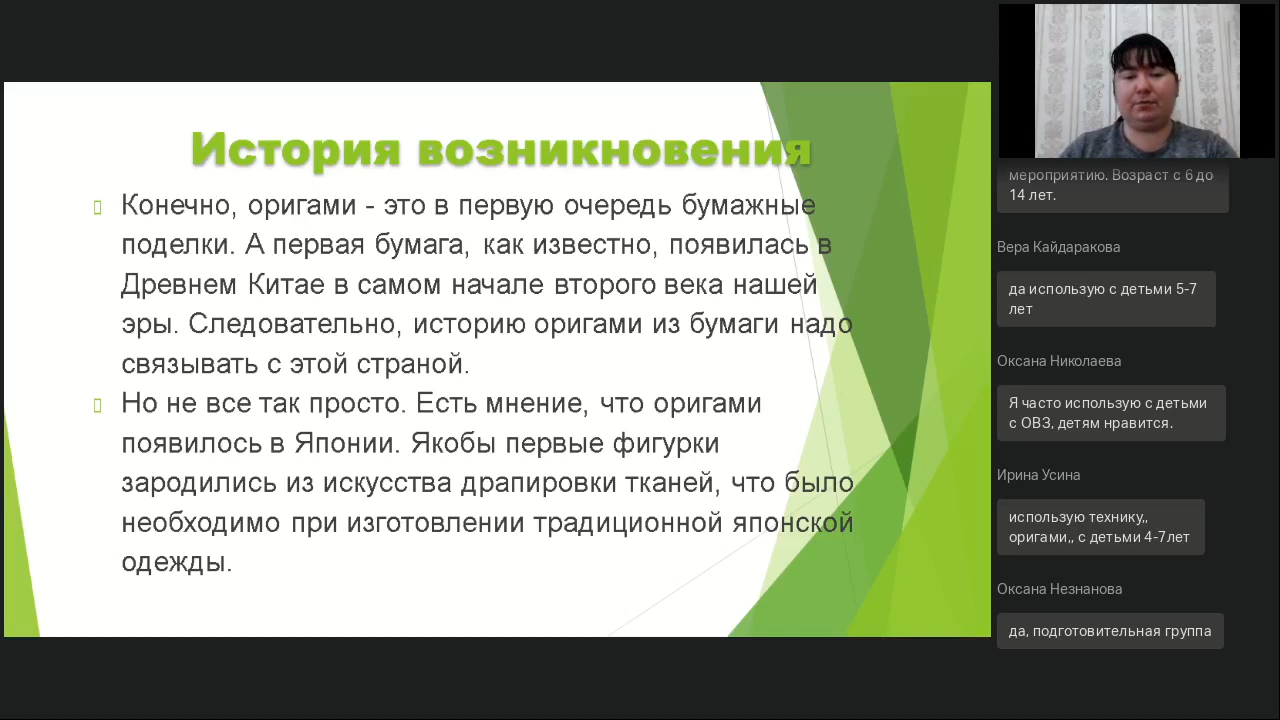 История возникновения
Конечно, оригами - это в первую очередь бумажные
поделки. А первая бумага, как известно, появилась в
Древнем Китае в самом начале второго века нашей
эры. Следовательно, историю оригами из бумаги надо
связывать с этой страной.
Но не все так просто. Есть мнение, что оригами
появилось в Японии. Якобы первые фигурки
зародились из искусства драпировки тканей, что было
необходимо при изготовлении традиционной японской
одежды.
мероприятию. Возраст с 6 до
14 лет.
Вера Кайдаракова
да использую с детьми 5-7
лет
Оксана Николаева
Я часто использую с детьми
с ОВЗ, детям нравится.
Ирина Усина
использую технику,,
оригами,, с детьми 4-7лет
Оксана Незнанова
да, подготовительная группа